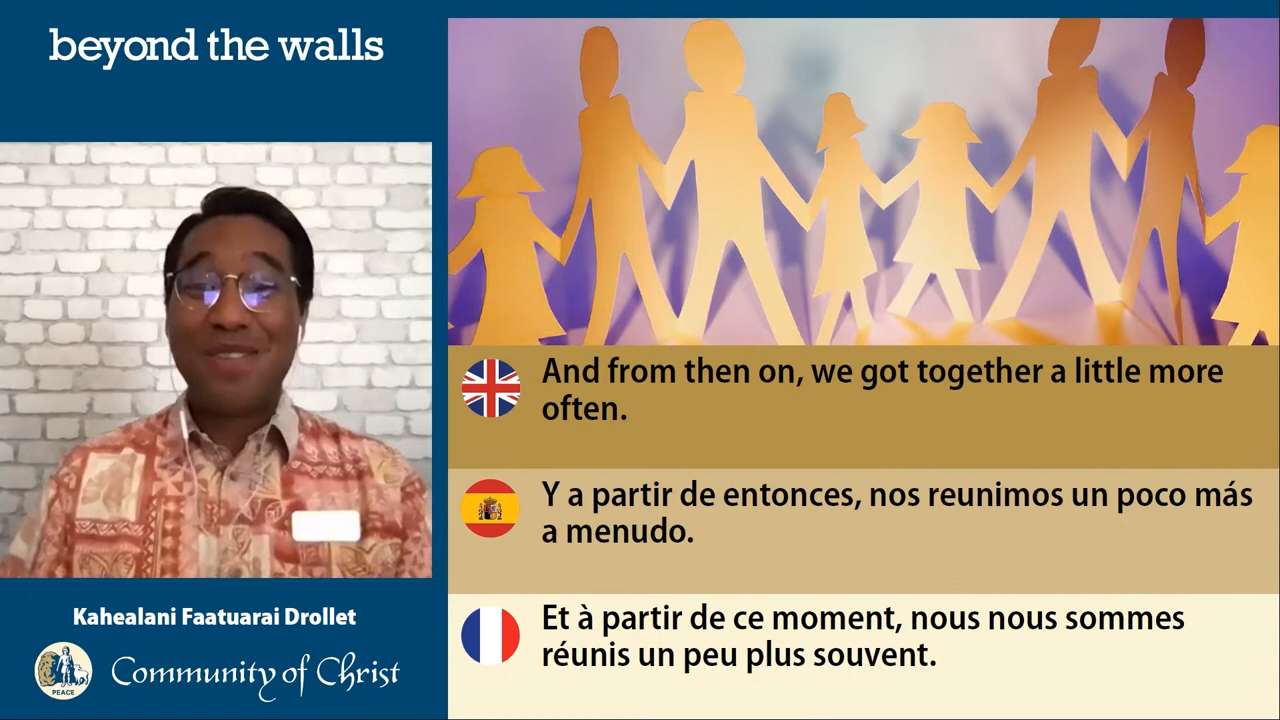 beyond the walls
And from then on, we got together a little more
often.
Y a partir de entonces, nos reunimos un poco más
a menudo.
Et à partir de ce moment, nous nous sommes
réunis un peu plus souvent.
Kahealani Faatuarai Drollet
PEACE
Community of Christ